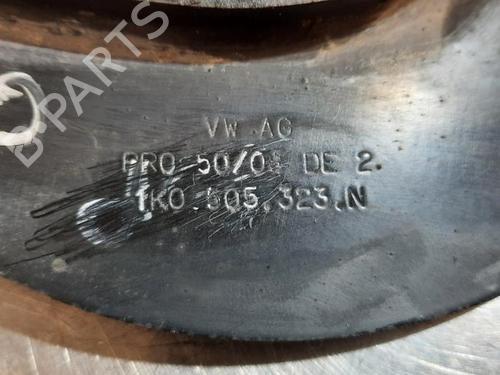 VW AG
PRO 50/0 DE 2.
1K0.505.323.N
B-PARTS